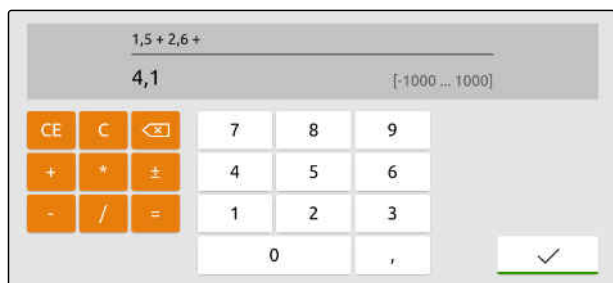 1,5 + 2,6 +
4,1 [-1000 ... 1000]
CE C 7 8 9
+ * ± 4 5 6
- / = 1 2 3
0 ,